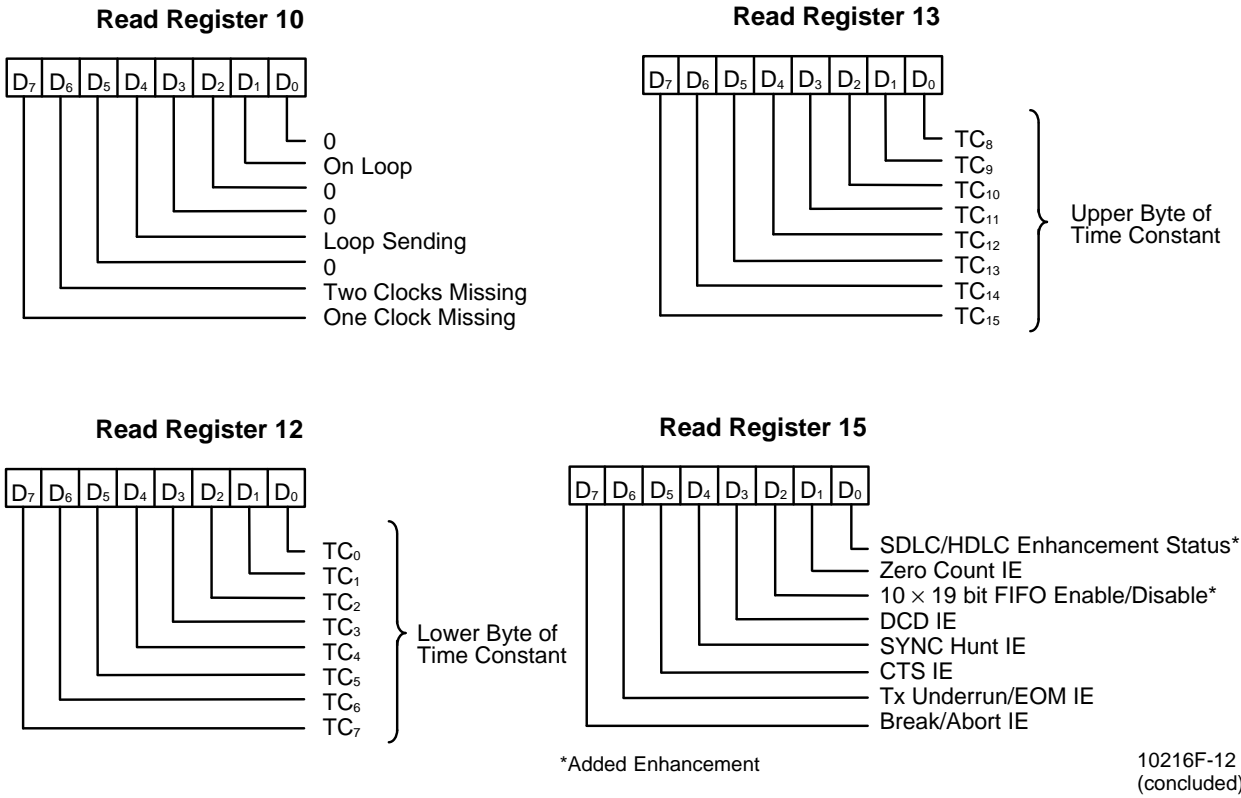 Read Register 10
D₇ D₆ D₅ D₄ D₃ D₂ D₁ D₀
0
On Loop
0
0
Loop Sending
0
Two Clocks Missing
One Clock Missing
Read Register 13
D₇ D₆ D₅ D₄ D₃ D₂ D₁ D₀
TC₈
TC₉
TC₁₀
TC₁₁
TC₁₂
TC₁₃
TC₁₄
TC₁₅
Upper Byte of
Time Constant
Read Register 12
D₇ D₆ D₅ D₄ D₃ D₂ D₁ D₀
TC₀
TC₁
TC₂
TC₃
TC₄
TC₅
TC₆
TC₇
Lower Byte of
Time Constant
Read Register 15
D₇ D₆ D₅ D₄ D₃ D₂ D₁ D₀
SDLC/HDLC Enhancement Status*
Zero Count IE
10 × 19 bit FIFO Enable/Disable*
DCD IE
SYNC Hunt IE
CTS IE
Tx Underrun/EOM IE
Break/Abort IE
*Added Enhancement
10216F-12
(concluded)